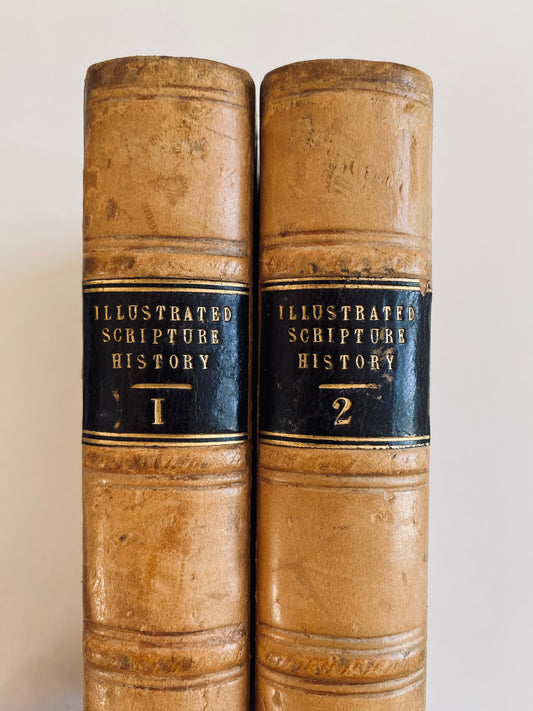 ILLUSTRATED
SCRIPTURE
HISTORY
I
ILLUSTRATED
SCRIPTURE
HISTORY
2